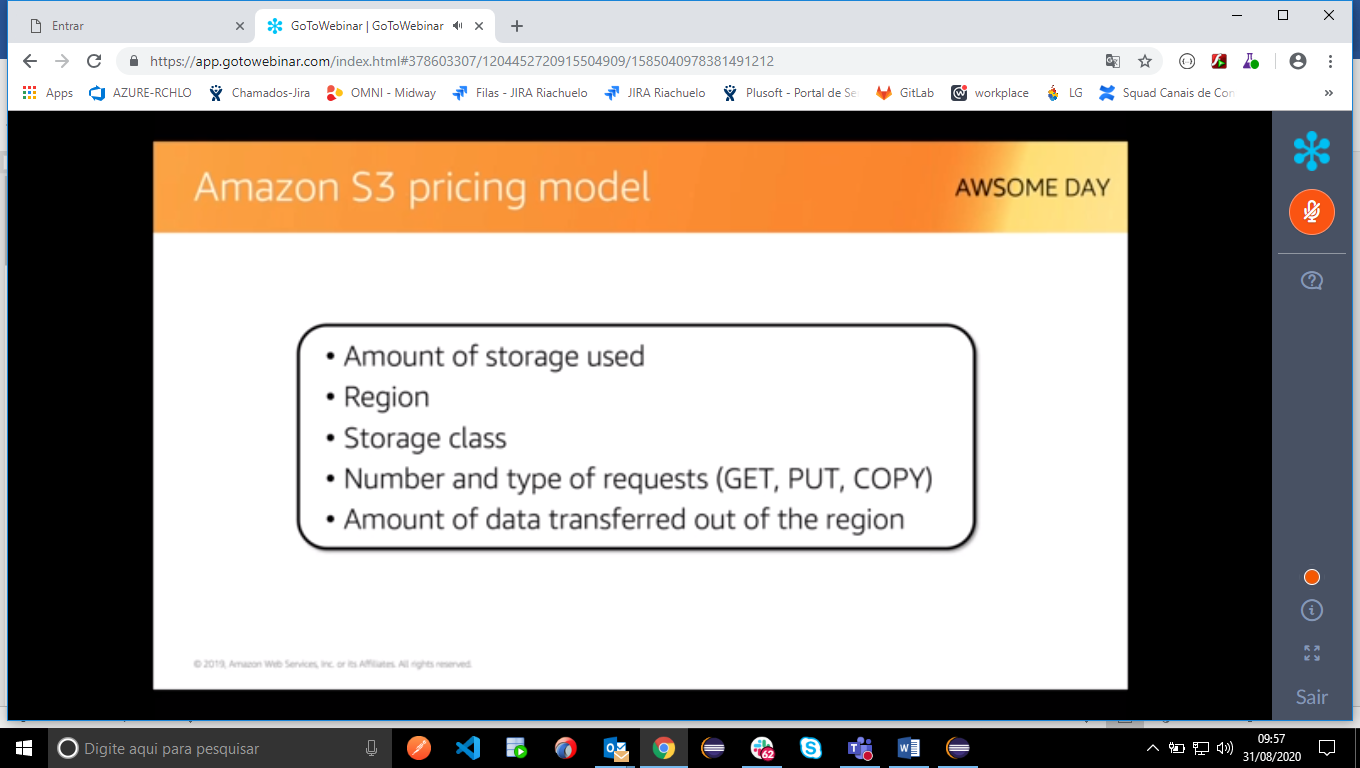 Entrar
GoToWebinar | GoToWebinar
https://app.gotowebinar.com/index.html#378603307/1204452720915504909/1585040978381491212
Apps AZURE-RCHLO Chamados-Jira OMNI - Midway Filas - JIRA Riachuelo JIRA Riachuelo Plusoft - Portal de Se GitLab workplace LG Squad Canais de Con »
Amazon S3 pricing model
AWSOME DAY
• Amount of storage used
• Region
• Storage class
• Number and type of requests (GET, PUT, COPY)
• Amount of data transferred out of the region
© 2019, Amazon Web Services, Inc. or its Affiliates. All rights reserved.
Sair
Digite aqui para pesquisar
62
09:57
31/08/2020